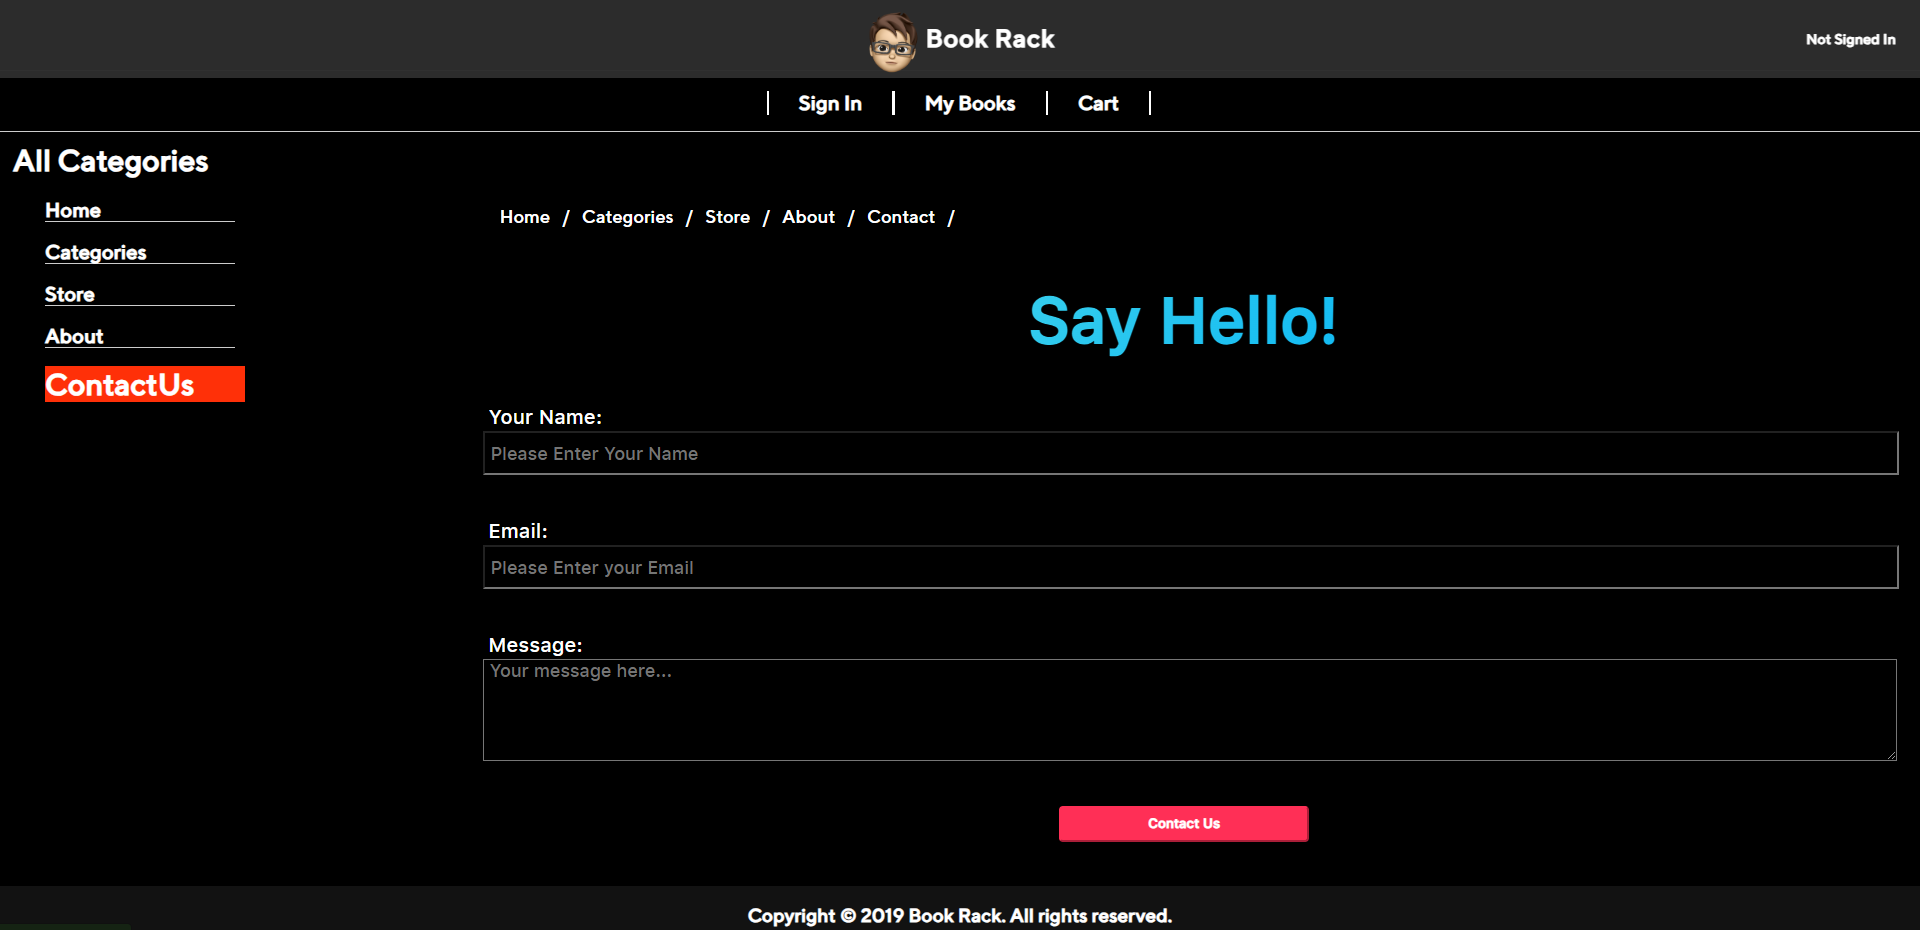 Book Rack
Not Signed In
Sign In
My Books
Cart
All Categories
Home
Categories
Store
About
ContactUs
Home / Categories / Store / About / Contact /
Say Hello!
Your Name:
Please Enter Your Name
Email:
Please Enter your Email
Message:
Your message here...
Contact Us
Copyright © 2019 Book Rack. All rights reserved.